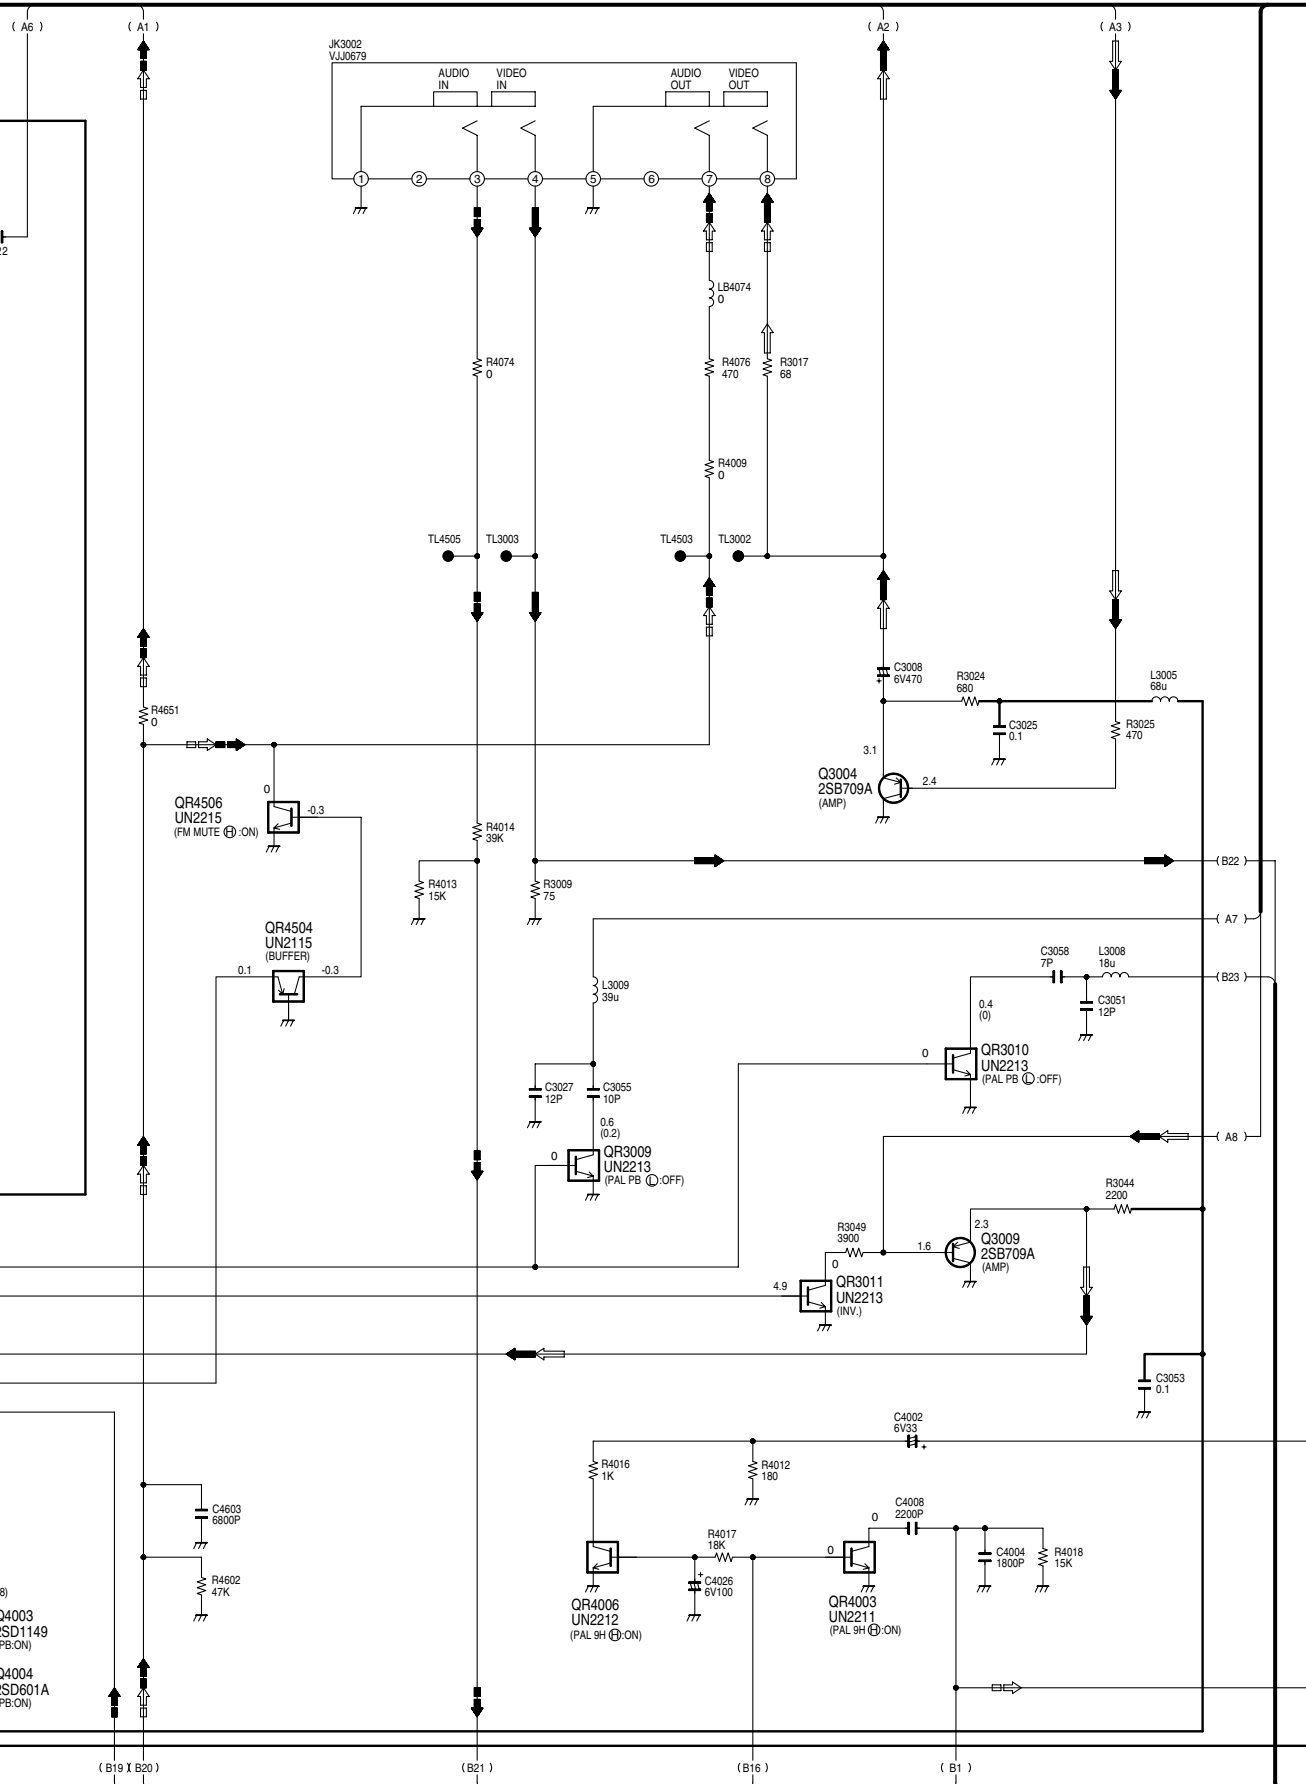 ( A6 )
( A1 )
( A2 )
( A3 )
JK3002
VJJ0679
AUDIO
IN
VIDEO
IN
AUDIO
OUT
VIDEO
OUT
1 2 3 4 5 6 7 8
22
LB4074
0
R4074
0
R4076
470
R3017
68
R4009
0
TL4505
TL3003
TL4503
TL3002
C3008
6V470
+
R3024
680
L3005
68u
R4651
0
C3025
0.1
R3025
470
3.1
Q3004
2SB709A
(AMP)
2.4
0
QR4506
UN2215
(FM MUTE H :ON)
-0.3
R4014
39K
R4013
15K
R3009
75
( B22 )
( A7 )
QR4504
UN2115
(BUFFER)
0.1
-0.3
C3058
7P
L3008
18u
( B23 )
L3009
39u
0.4
(0)
C3051
12P
0
QR3010
UN2213
(PAL PB L :OFF)
C3027
12P
C3055
10P
0.6
(0.2)
0
QR3009
UN2213
(PAL PB L :OFF)
( A8 )
R3044
2200
R3049
3900
2.3
Q3009
2SB709A
(AMP)
1.6
0
4.9
QR3011
UN2213
(INV.)
C3053
0.1
C4002
6V33
+
R4016
1K
R4012
180
C4603
6800P
C4008
2200P
0
R4017
18K
0
C4004
1800P
R4018
15K
R4602
47K
+
C4026
6V100
QR4006
UN2212
(PAL 9H H :ON)
QR4003
UN2211
(PAL 9H H :ON)
8)
Q4003
2SD1149
PB:ON)
Q4004
2SD601A
PB:ON)
( B19 )
( B20 )
( B21 )
( B16 )
( B1 )